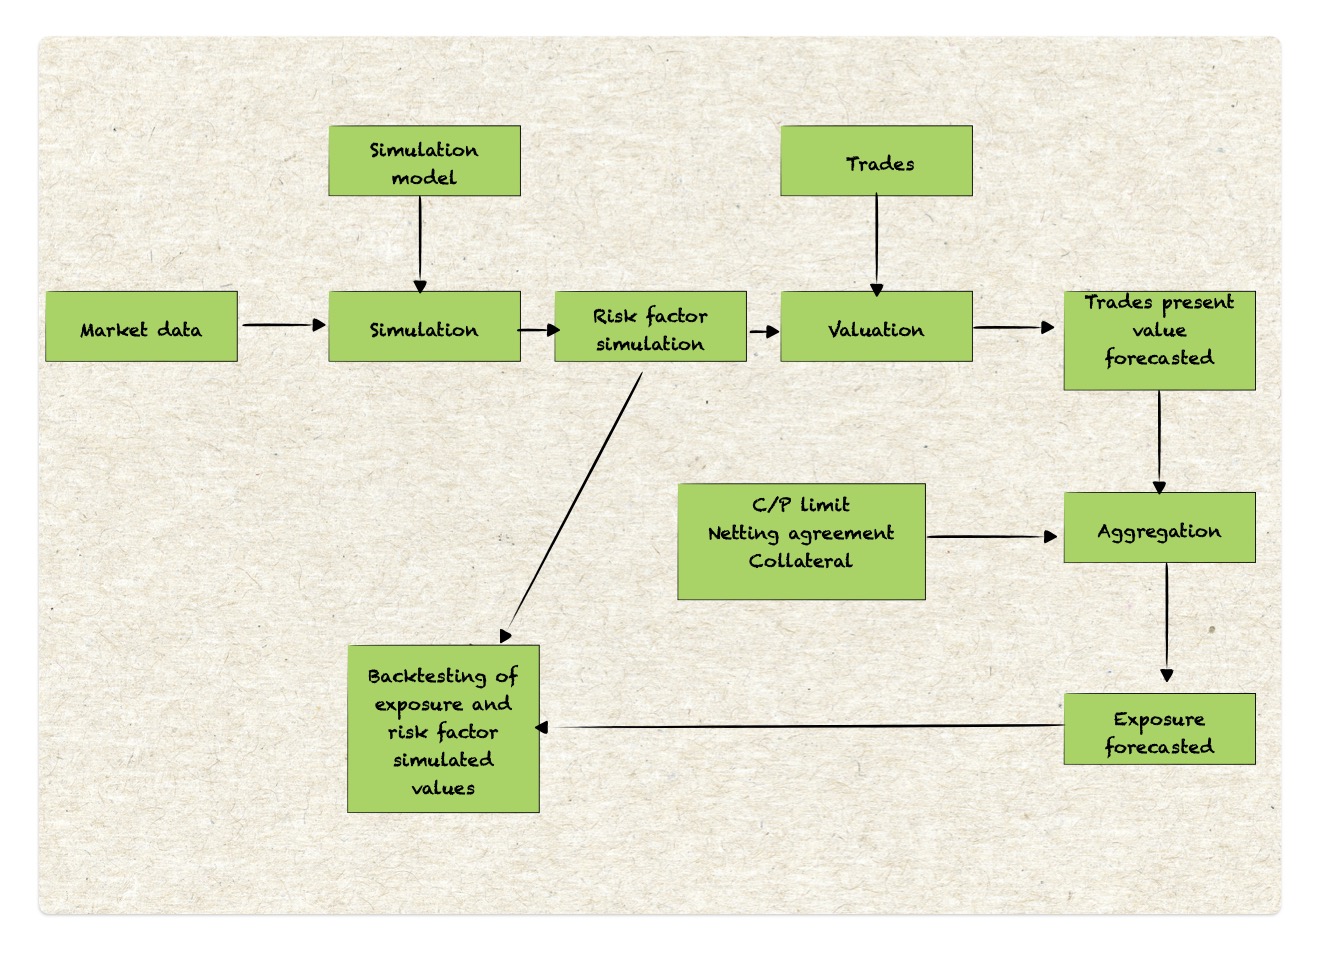 Simulation
model
Trades
Market data
Simulation
Risk factor
simulation
Valuation
Trades present
value
forecasted
C/P limit
Netting agreement
Collateral
Aggregation
Backtesting of
exposure and
risk factor
simulated
values
Exposure
forecasted